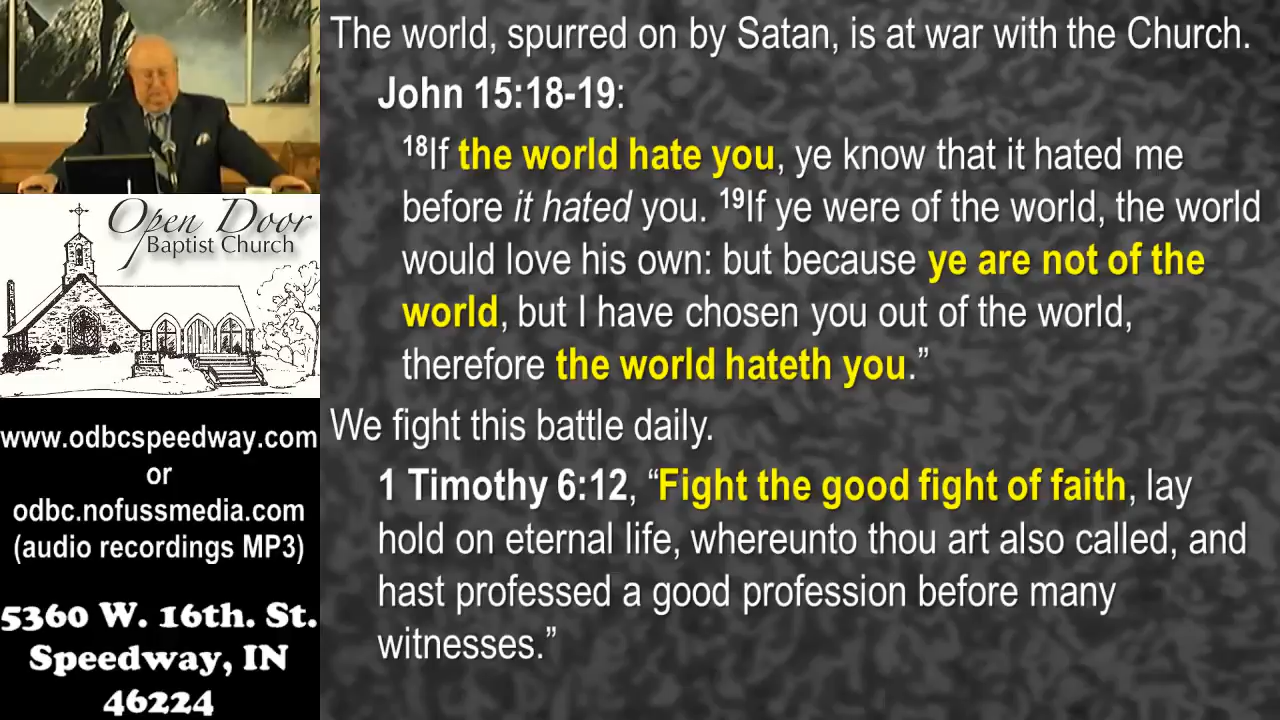 The world, spurred on by Satan, is at war with the Church.
John 15:18-19:
18If the world hate you, ye know that it hated me
before it hated you. 19If ye were of the world, the world
would love his own: but because ye are not of the
world, but I have chosen you out of the world,
therefore the world hateth you.”
We fight this battle daily.
1 Timothy 6:12, “Fight the good fight of faith, lay
hold on eternal life, whereunto thou art also called, and
hast professed a good profession before many
witnesses.”
Open Door
Baptist Church
www.odbcspeedway.com
or
odbc.nofussmedia.com
(audio recordings MP3)
5360 W. 16th. St.
Speedway, IN
46224